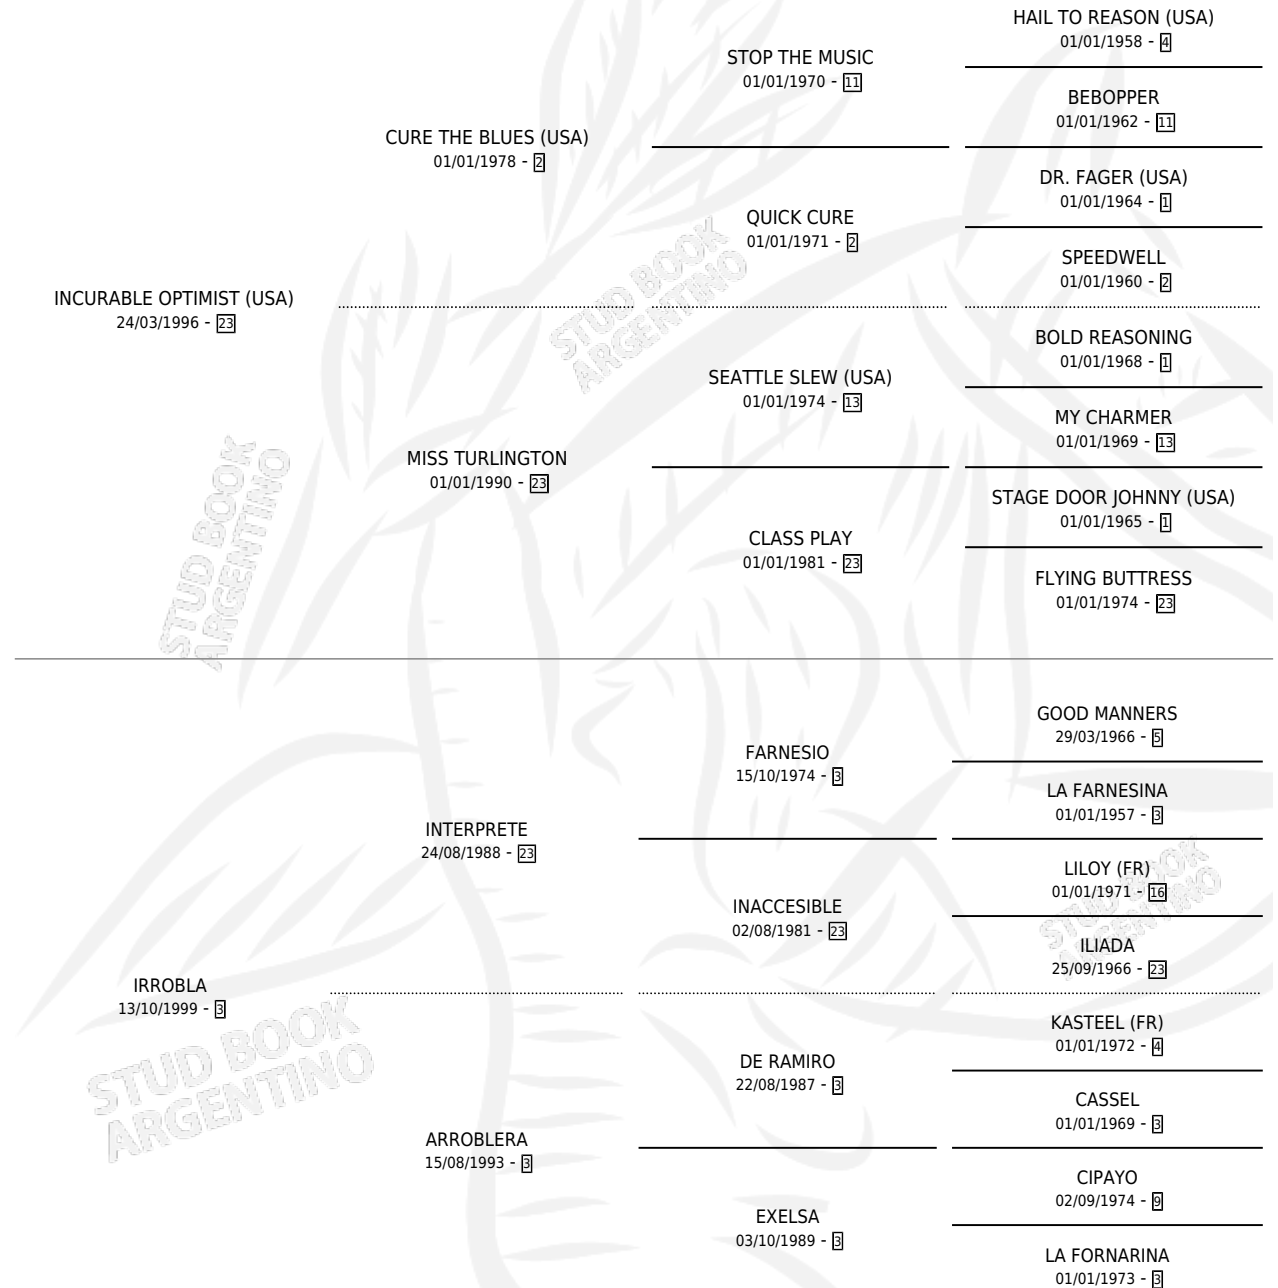 HAIL TO REASON (USA)
01/01/1958 - 4
STOP THE MUSIC
01/01/1970 - 11
BEBOPPER
01/01/1962 - 11
CURE THE BLUES (USA)
01/01/1978 - 2
DR. FAGER (USA)
01/01/1964 - 1
QUICK CURE
01/01/1971 - 2
SPEEDWELL
01/01/1960 - 2
INCURABLE OPTIMIST (USA)
24/03/1996 - 23
BOLD REASONING
01/01/1968 - 1
SEATTLE SLEW (USA)
01/01/1974 - 13
MY CHARMER
01/01/1969 - 13
MISS TURLINGTON
01/01/1990 - 23
STAGE DOOR JOHNNY (USA)
01/01/1965 - 1
CLASS PLAY
01/01/1981 - 23
FLYING BUTTRESS
01/01/1974 - 23
GOOD MANNERS
29/03/1966 - 5
FARNESIO
15/10/1974 - 3
LA FARNESINA
01/01/1957 - 3
INTERPRETE
24/08/1988 - 23
LILOY (FR)
01/01/1971 - 16
INACCESIBLE
02/08/1981 - 23
ILIADA
25/09/1966 - 23
IRROBLA
13/10/1999 - 3
KASTEEL (FR)
01/01/1972 - 4
DE RAMIRO
22/08/1987 - 3
CASSEL
01/01/1969 - 3
ARROBLERA
15/08/1993 - 3
CIPAYO
02/09/1974 - 9
EXELSA
03/10/1989 - 3
LA FORNARINA
01/01/1973 - 3
STUD BOOK
ARGENTINO
STUD BOOK
ARGENTINO
STUD BOOK
ARGENTINO
STUD BOOK
ARGENTINO